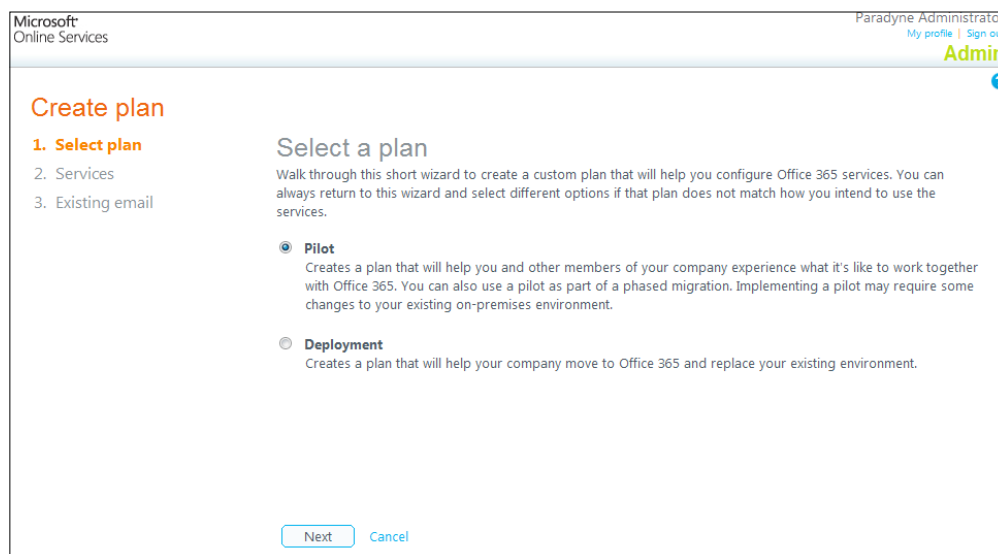 Microsoft
Online Services
Paradyne Administrato
My profile | Sign ou
Admin
Create plan
1. Select plan
2. Services
3. Existing email
Select a plan
Walk through this short wizard to create a custom plan that will help you configure Office 365 services. You can
always return to this wizard and select different options if that plan does not match how you intend to use the
services.
Pilot
Creates a plan that will help you and other members of your company experience what it's like to work together
with Office 365. You can also use a pilot as part of a phased migration. Implementing a pilot may require some
changes to your existing on-premises environment.
Deployment
Creates a plan that will help your company move to Office 365 and replace your existing environment.
Next
Cancel